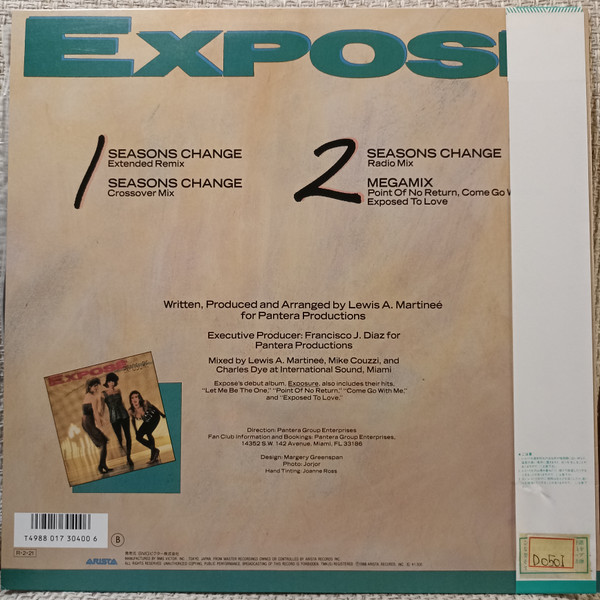 EXPOSÉ
1
SEASONS CHANGE
Extended Remix
SEASONS CHANGE
Crossover Mix
2
SEASONS CHANGE
Radio Mix
MEGAMIX
Point Of No Return, Come Go W
Exposed To Love
Written, Produced and Arranged by Lewis A. Martineé
for Pantera Productions
Executive Producer: Francisco J. Diaz for
Pantera Productions
Mixed by Lewis A. Martineé, Mike Couzzi, and
Charles Dye at International Sound, Miami
Exposé's debut album, Exposure, also includes their hits,
"Let Me Be The One," "Point Of No Return," "Come Go With Me,"
and "Exposed To Love."
Direction: Pantera Group Enterprises
Fan Club Information and Bookings: Pantera Group Enterprises,
14352 S.W. 142 Avenue, Miami, FL 33186
Design: Margery Greenspan
Photo: Jorjor
Hand Tinting: Joanne Ross
EXPOSÉ
T4988 017 30400 6
B
R-2-21
ARISTA
D0501